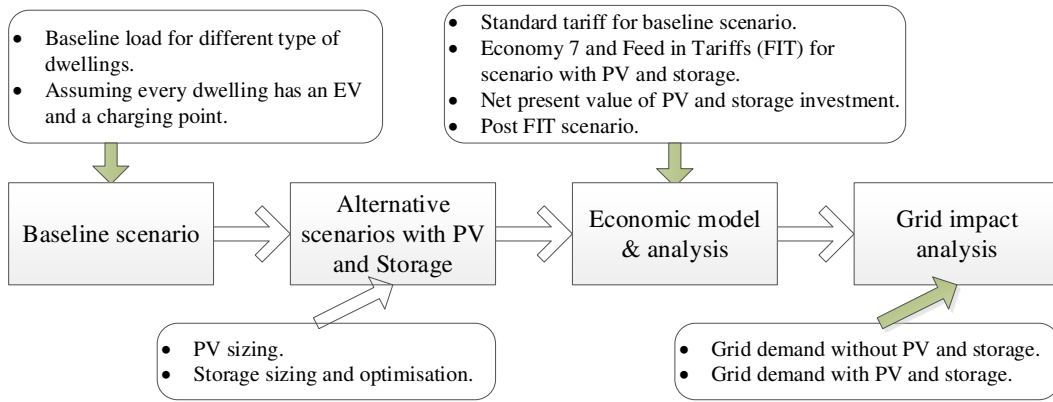 • Baseline load for different type of
dwellings.
• Assuming every dwelling has an EV
and a charging point.
• Standard tariff for baseline scenario.
• Economy 7 and Feed in Tariffs (FIT) for
scenario with PV and storage.
• Net present value of PV and storage investment.
• Post FIT scenario.
Baseline scenario
Alternative
scenarios with PV
and Storage
Economic model
& analysis
Grid impact
analysis
• PV sizing.
• Storage sizing and optimisation.
• Grid demand without PV and storage.
• Grid demand with PV and storage.